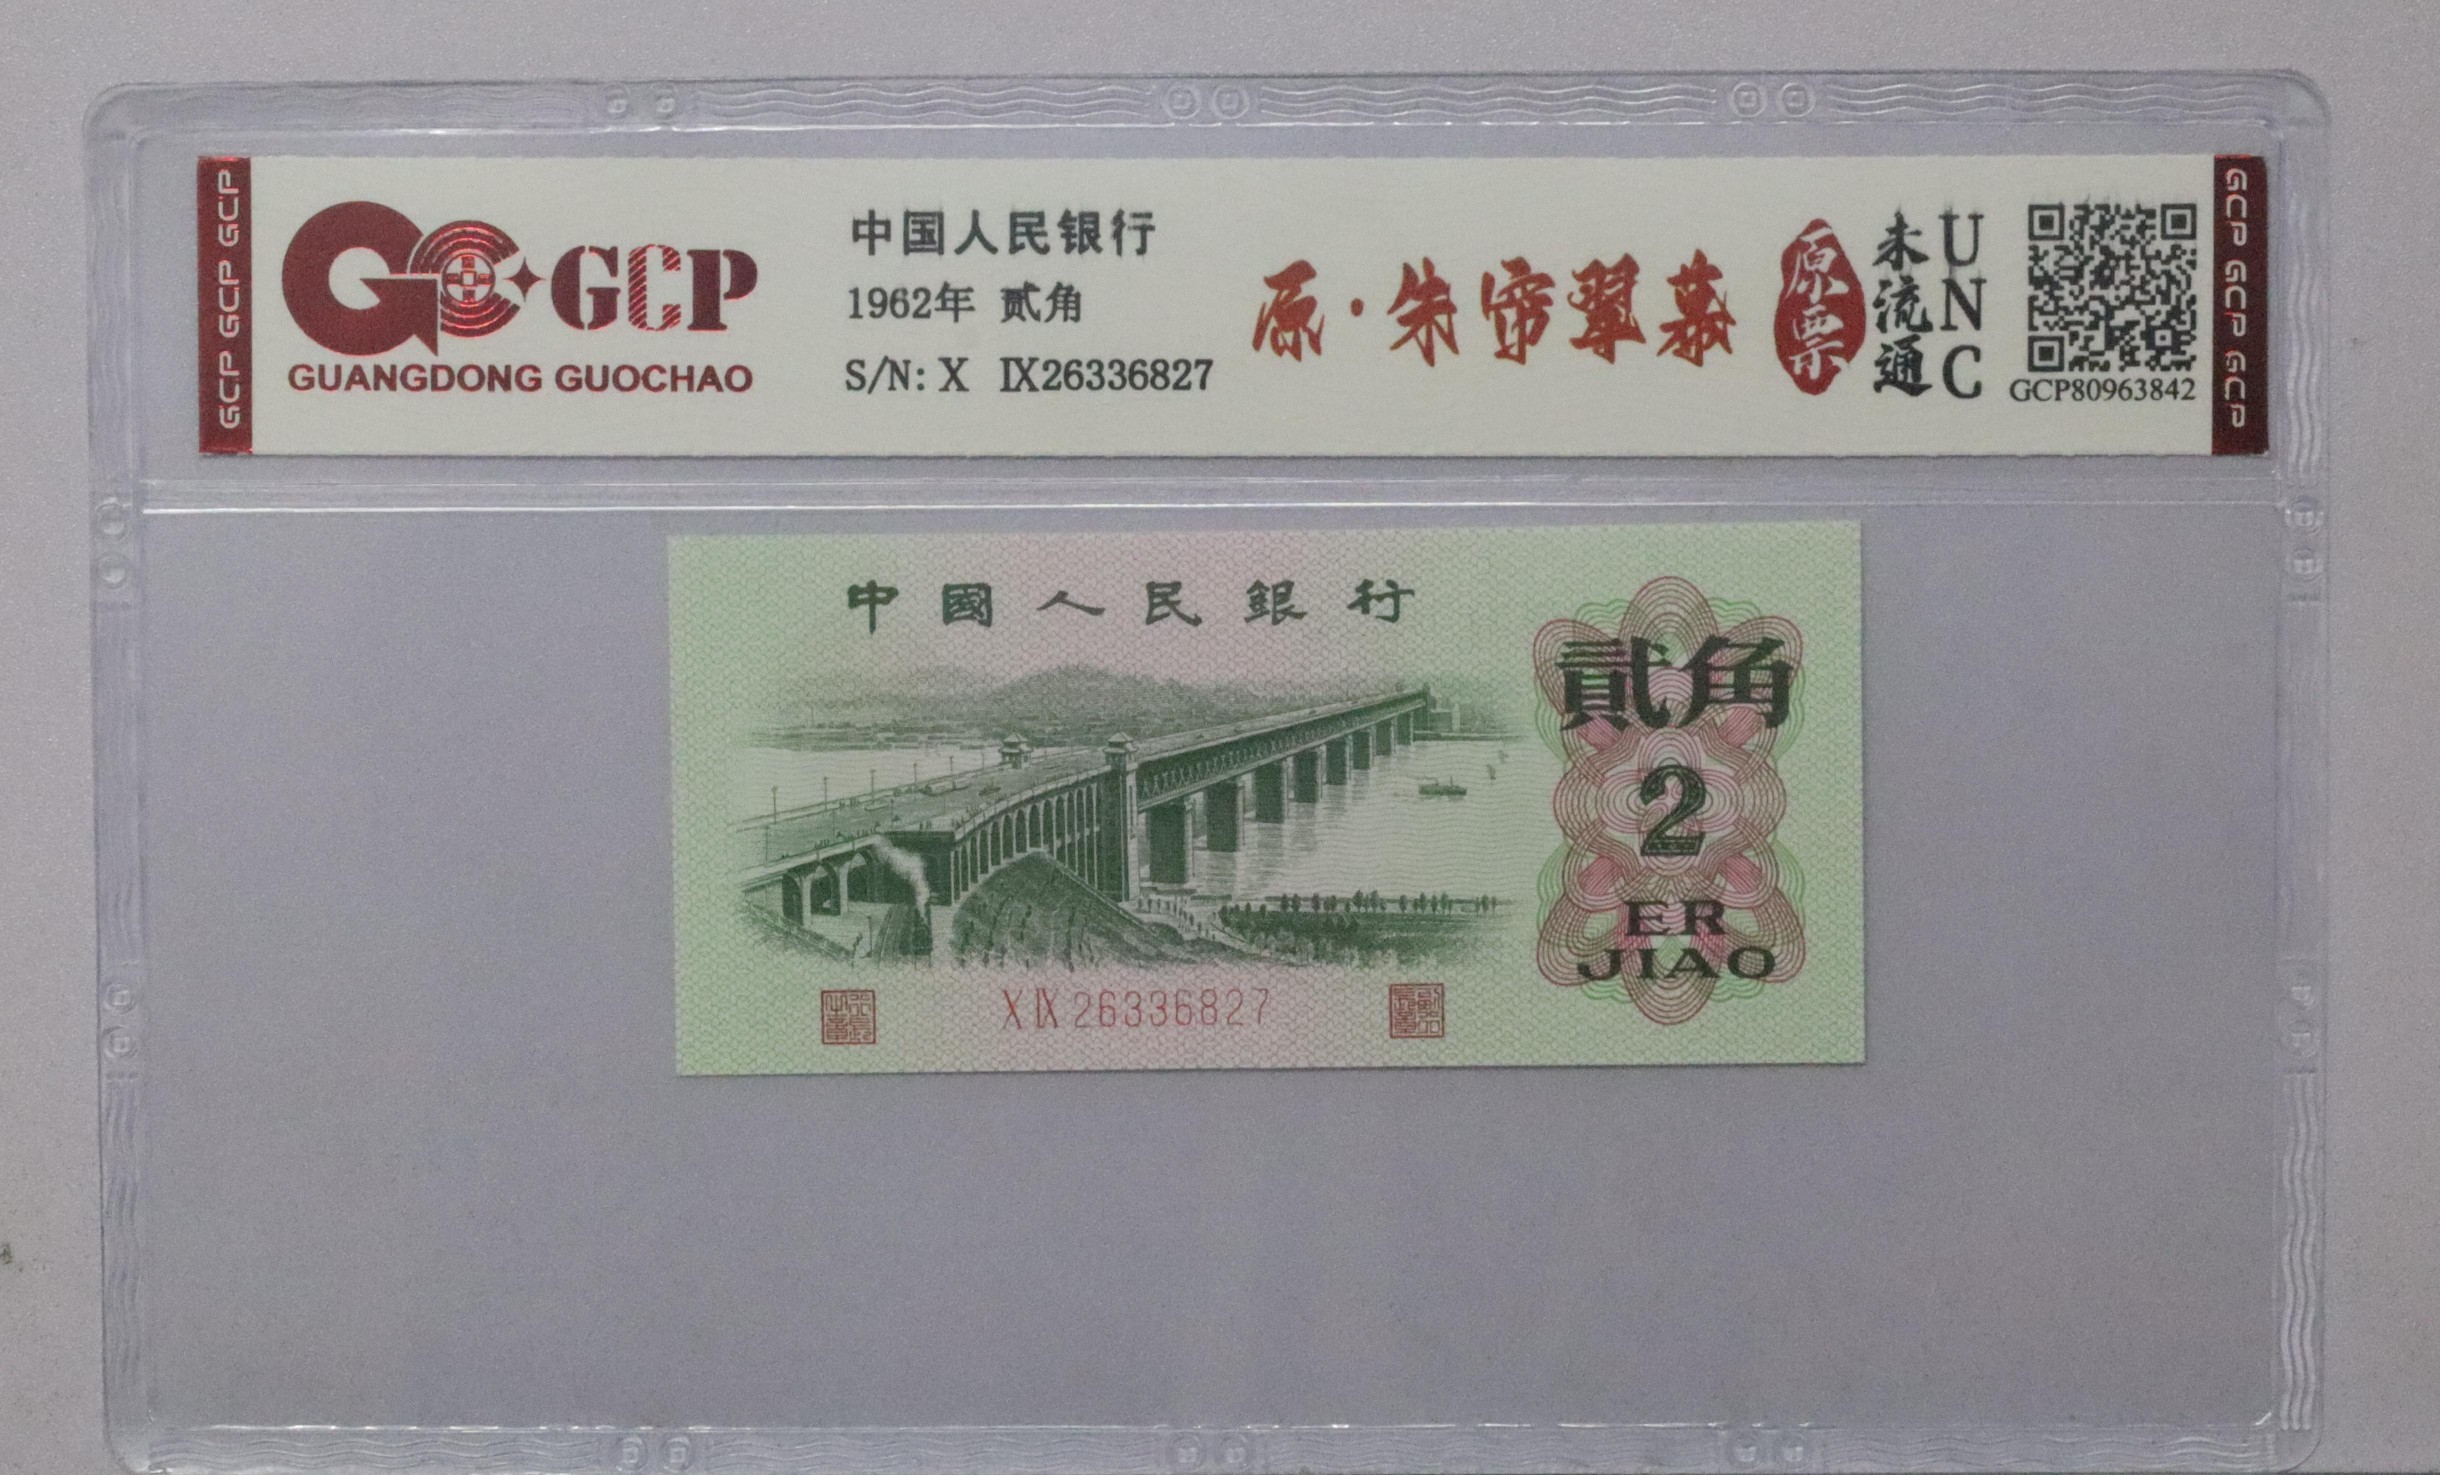 GCP GCP GCP
GCP
GUANGDONG GUOCHAO
中国人民银行
1962年 贰角
S/N: X IX26336827
原·朱帘翠幕
原票
未流通
UNC
GCP80963842
GCP GCP GCP
中國人民銀行
貳角
2
ER
JIAO
X IX 26336827